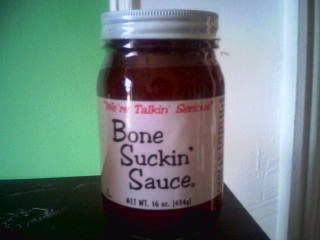 "We're Talkin' Serious"
Bone
Suckin'
Sauce®
NET WT. 16 oz. (454g)